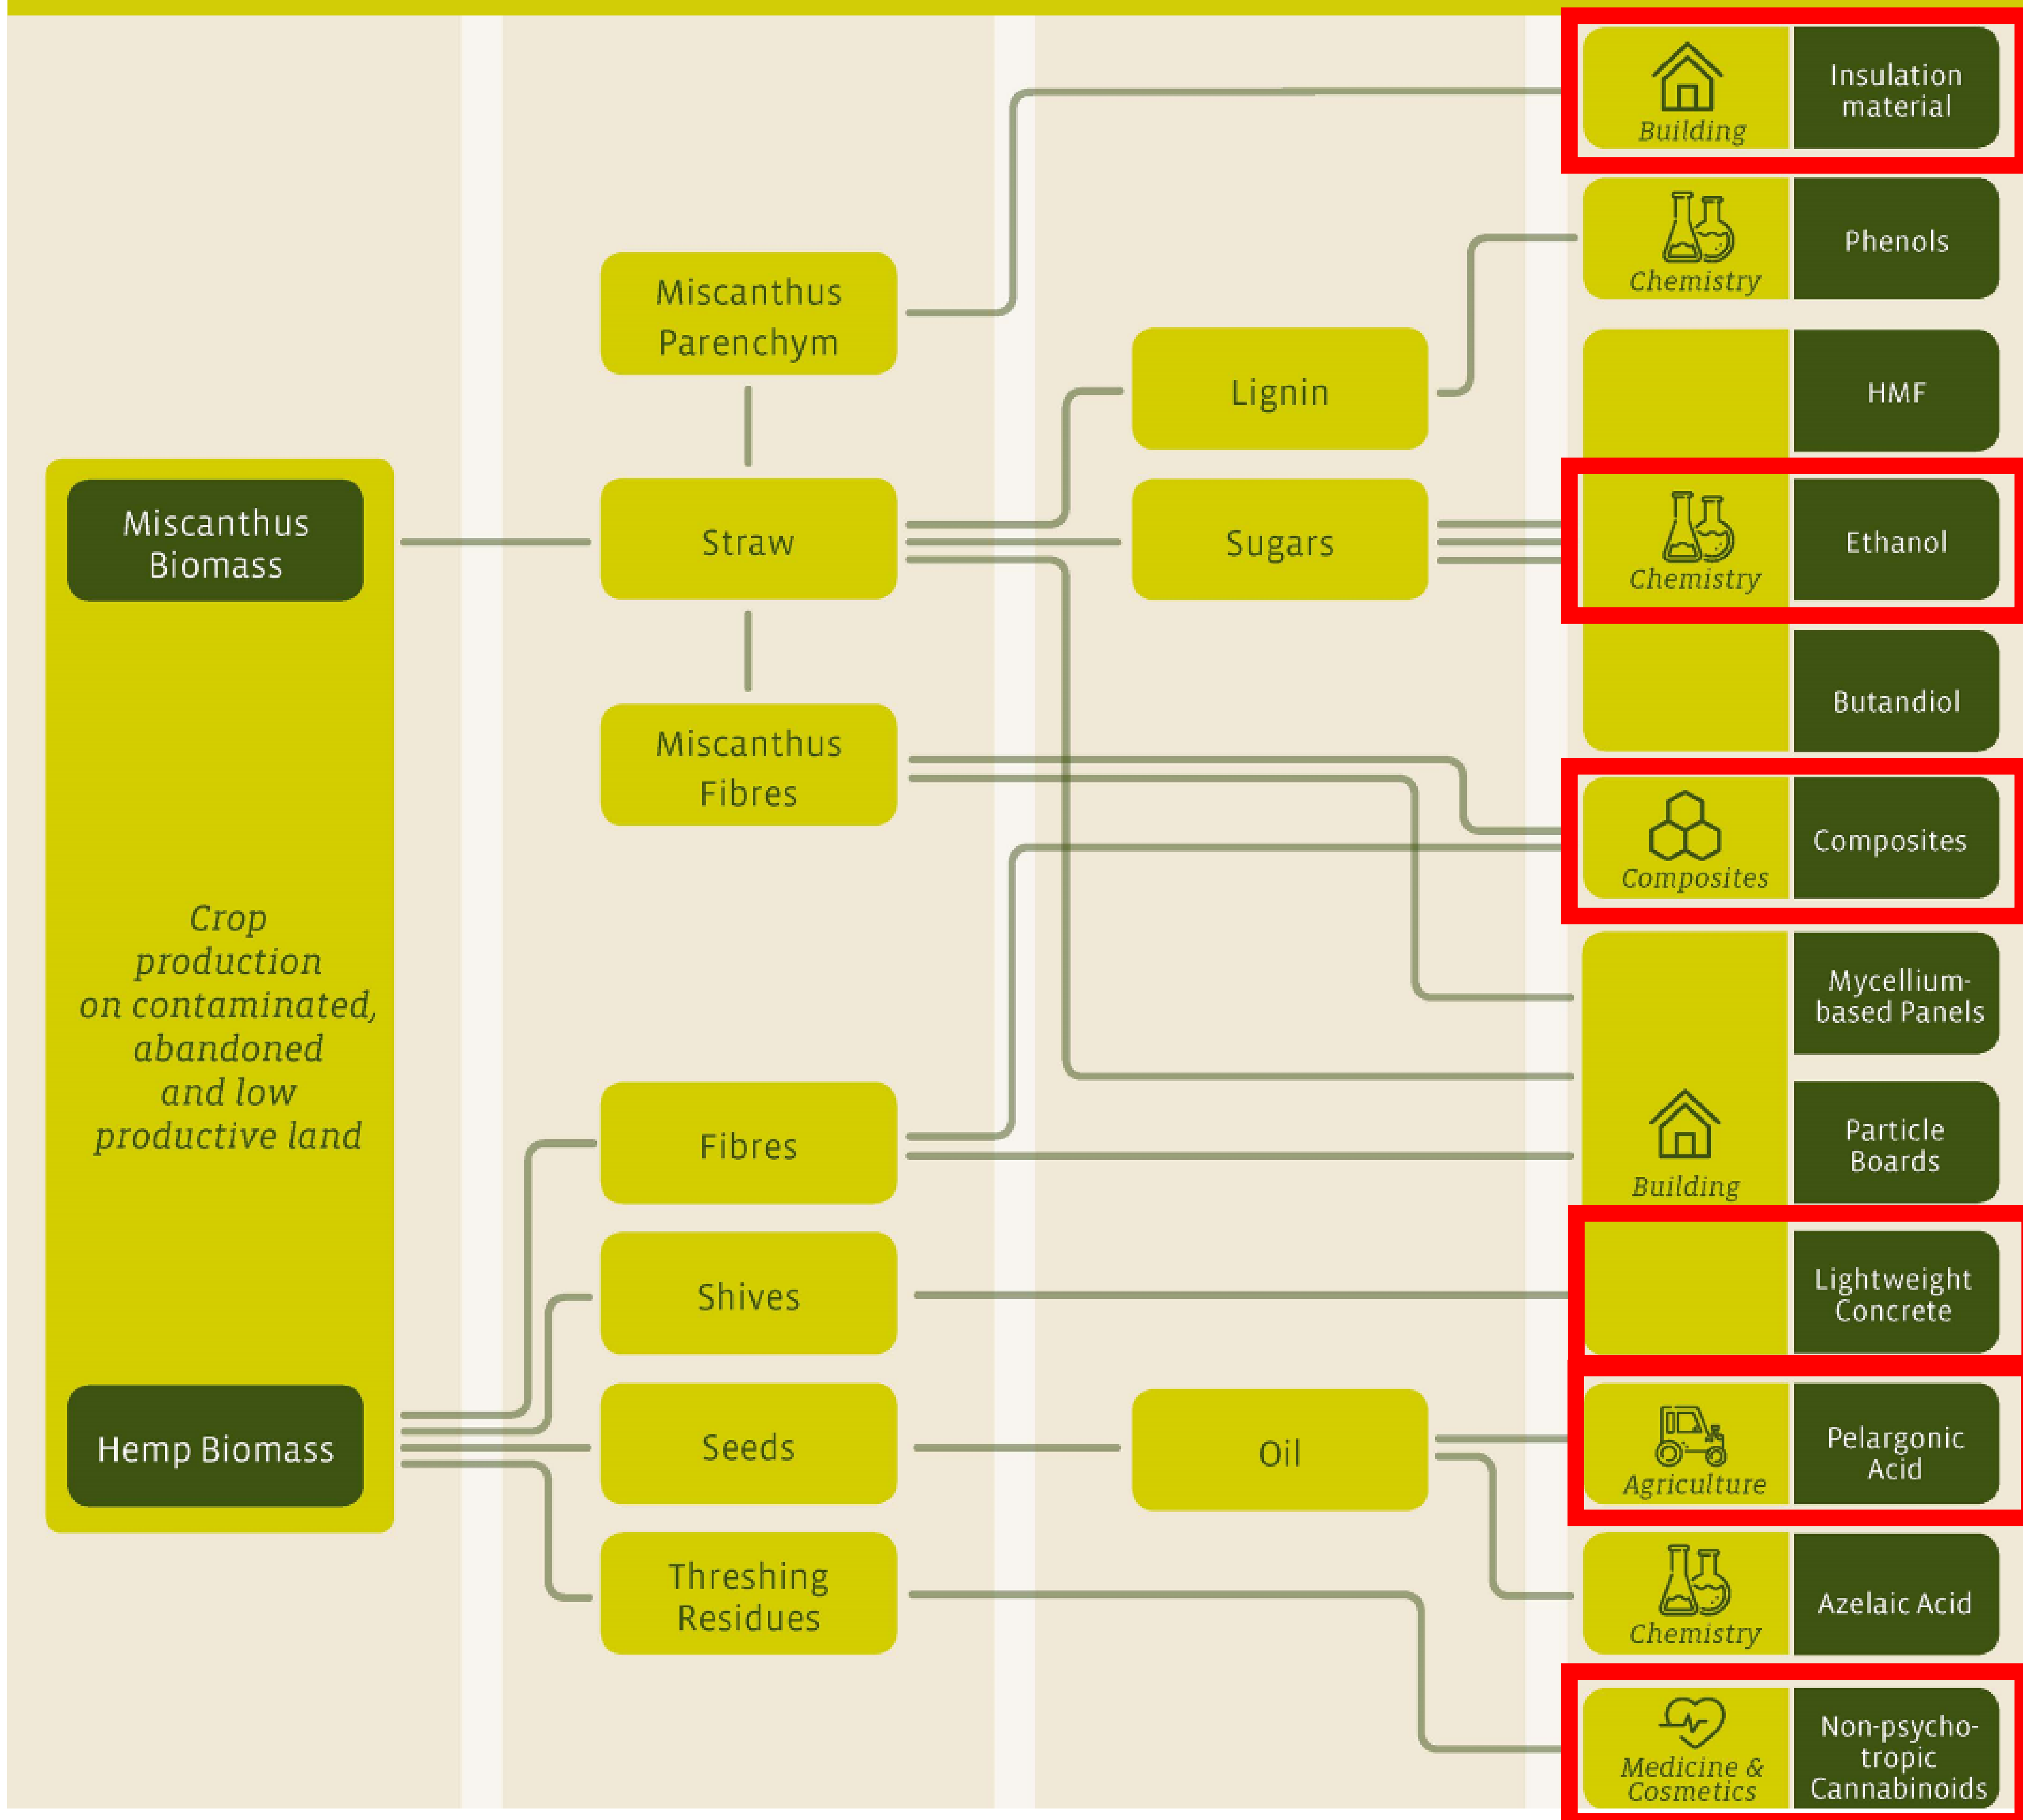 Miscanthus
Biomass
Crop
production
on contaminated,
abandoned
and low
productive land
Hemp Biomass
Miscanthus
Parenchym
Straw
Miscanthus
Fibres
Fibres
Shives
Seeds
Threshing
Residues
Lignin
Sugars
Oil
Building
Insulation
material
Chemistry
Phenols
HMF
Chemistry
Ethanol
Butandiol
Composites
Composites
Mycellium-
based Panels
Building
Particle
Boards
Lightweight
Concrete
Agriculture
Pelargonic
Acid
Chemistry
Azelaic Acid
Medicine &
Cosmetics
Non-psycho-
tropic
Cannabinoids